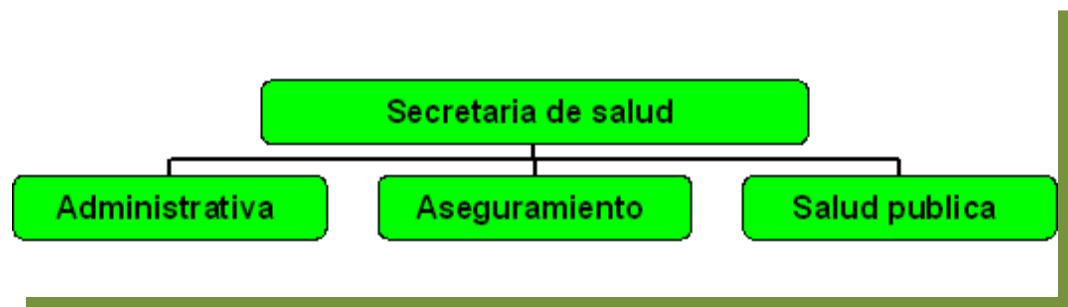 Secretaria de salud
Administrativa
Aseguramiento
Salud publica